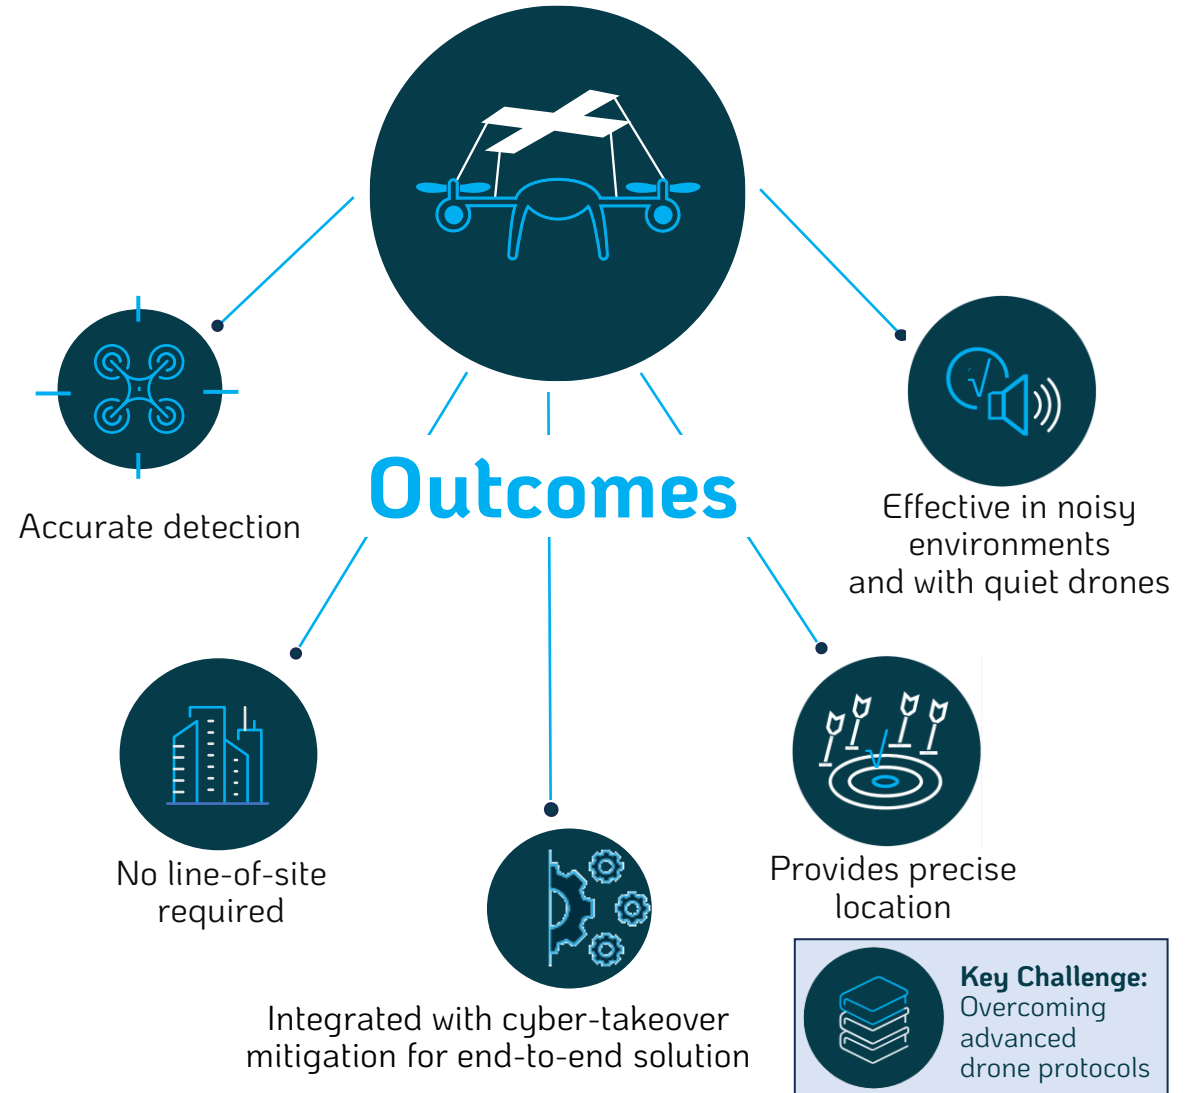 Outcomes
Accurate detection
Effective in noisy
environments
and with quiet drones
No line-of-site
required
Provides precise
location
Integrated with cyber-takeover
mitigation for end-to-end solution
Key Challenge:
Overcoming
advanced
drone protocols